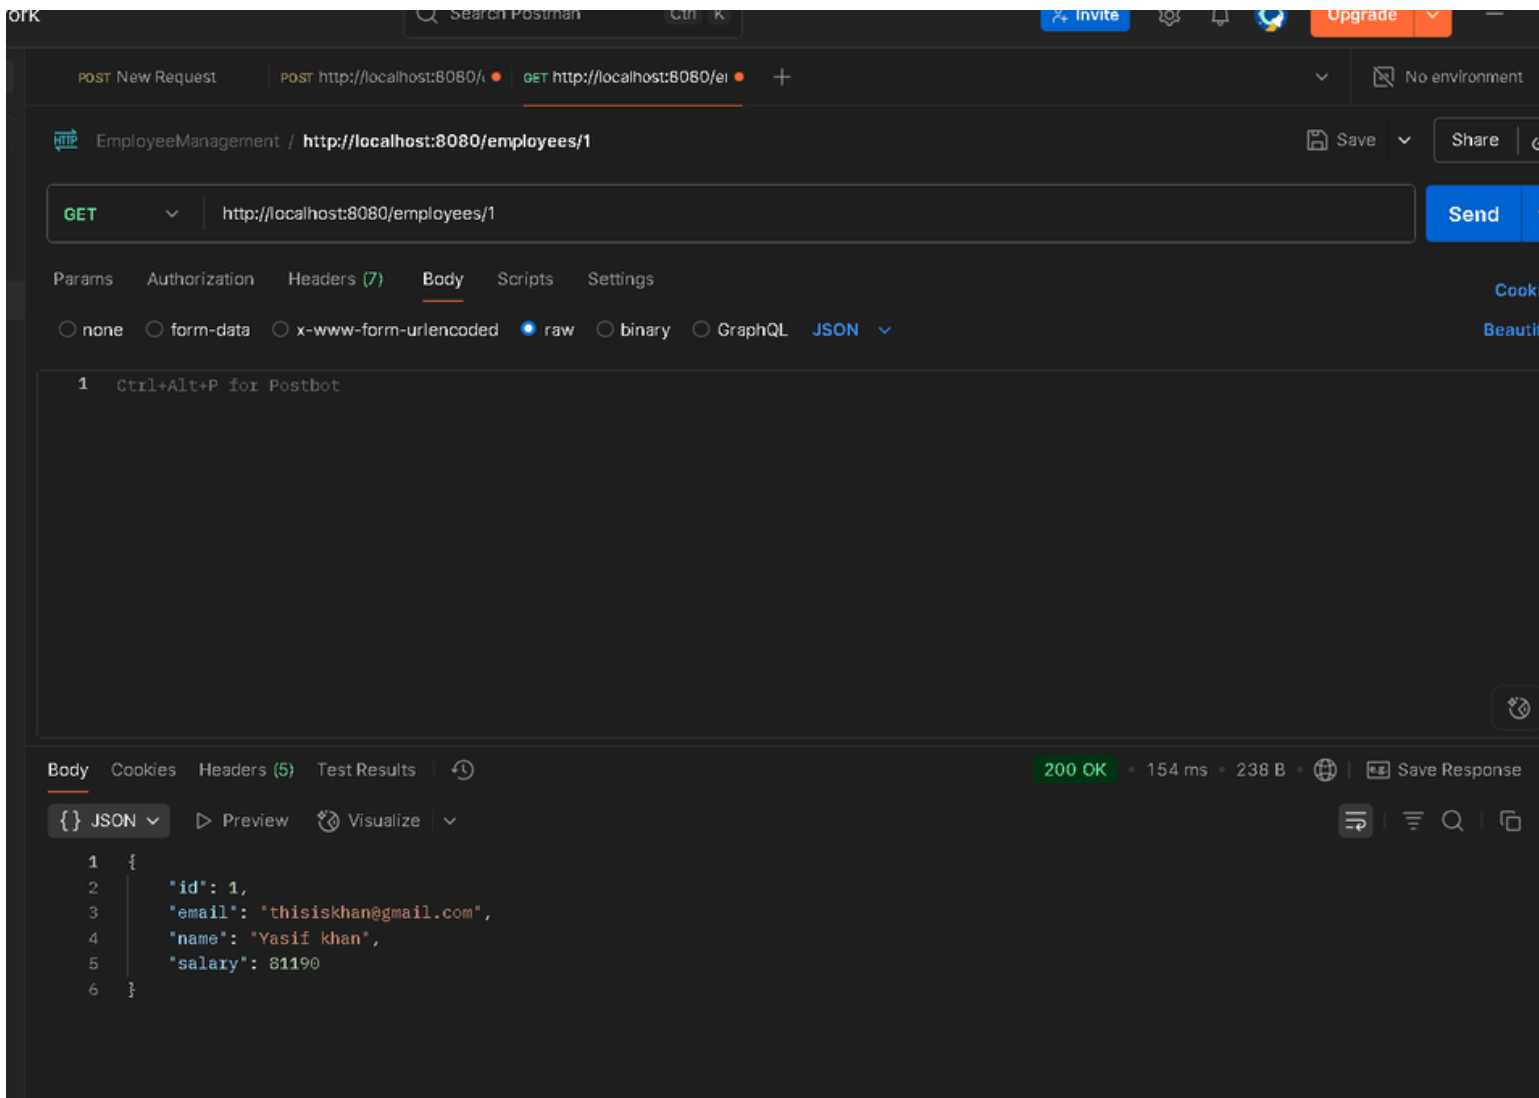 ork
Search Postman Ctrl K
Invite
Upgrade
POST New Request
POST http://localhost:8080/
GET http://localhost:8080/e
No environment
HTTP EmployeeManagement / http://localhost:8080/employees/1
Save
Share
GET http://localhost:8080/employees/1
Send
Params Authorization Headers (7) Body Scripts Settings
Cook
none form-data x-www-form-urlencoded raw binary GraphQL JSON
Beauti
1 Ctrl+Alt+P for Postbot
Body Cookies Headers (5) Test Results
200 OK • 154 ms • 238 B • Save Response
{} JSON Preview Visualize
1 {
2 "id": 1,
3 "email": "thisiskhan@gmail.com",
4 "name": "Yasif khan",
5 "salary": 81190
6 }